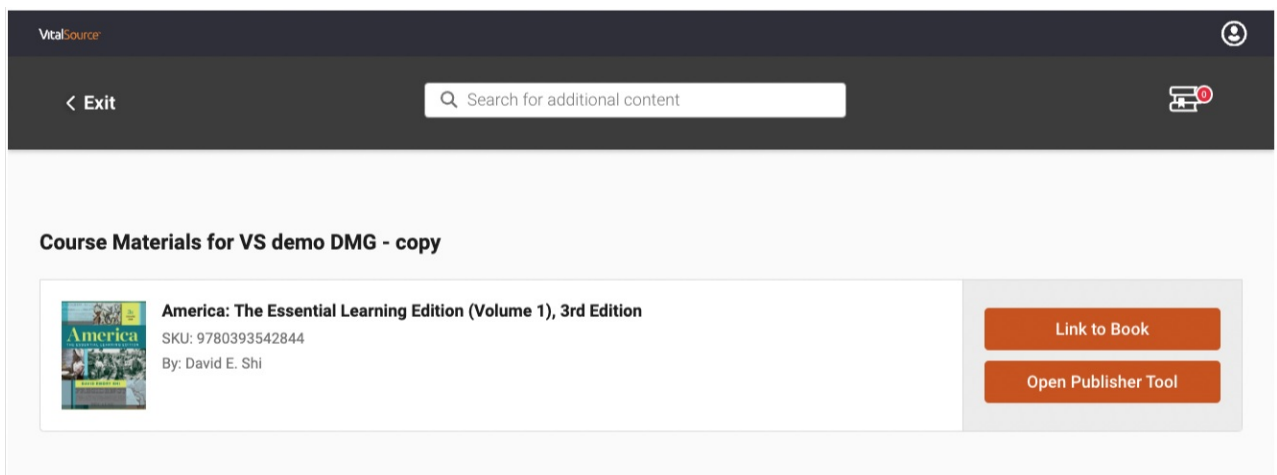 VitalSource
Exit
Search for additional content
0
Course Materials for VS demo DMG - copy
America
America: The Essential Learning Edition (Volume 1), 3rd Edition
SKU: 9780393542844
By: David E. Shi
Link to Book
Open Publisher Tool